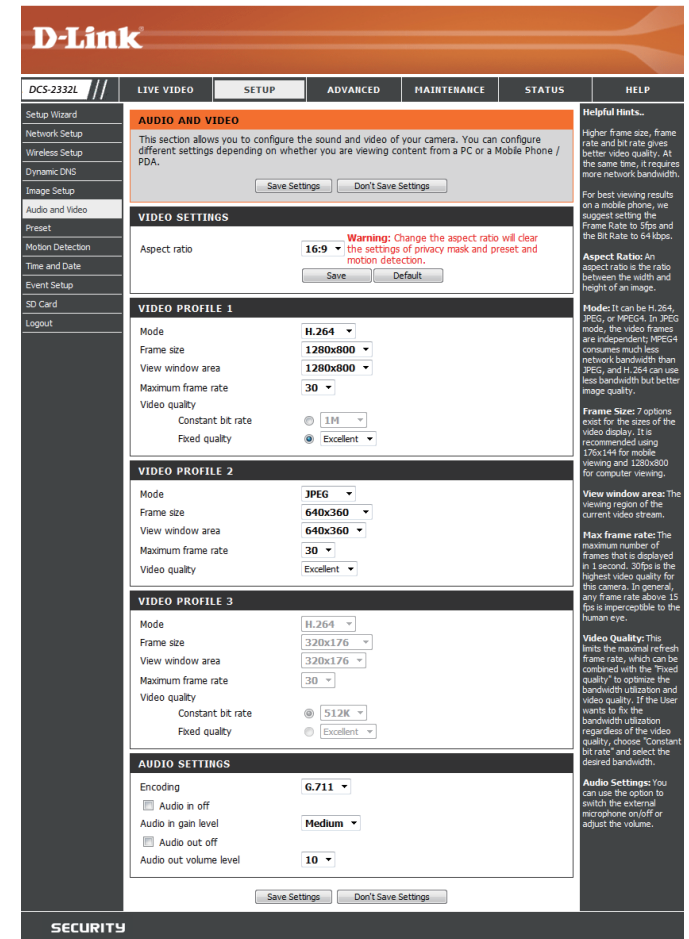 D-Link
DCS-2332L
LIVE VIDEO
SETUP
ADVANCED
MAINTENANCE
STATUS
HELP
Setup Wizard
Network Setup
Wireless Setup
Dynamic DNS
Image Setup
Audio and Video
Preset
Motion Detection
Time and Date
Event Setup
SD Card
Logout
AUDIO AND VIDEO
This section allows you to configure the sound and video of your camera. You can configure
different settings depending on whether you are viewing content from a PC or a Mobile Phone /
PDA.
Save Settings Don't Save Settings
VIDEO SETTINGS
Aspect ratio 16:9
Warning: Change the aspect ratio will clear
the settings of privacy mask and preset and
motion detection.
Save Default
VIDEO PROFILE 1
Mode H.264
Frame size 1280x800
View window area 1280x800
Maximum frame rate 30
Video quality
Constant bit rate 1M
Fixed quality Excellent
VIDEO PROFILE 2
Mode JPEG
Frame size 640x360
View window area 640x360
Maximum frame rate 30
Video quality Excellent
VIDEO PROFILE 3
Mode H.264
Frame size 320x176
View window area 320x176
Maximum frame rate 30
Video quality
Constant bit rate 512K
Fixed quality Excellent
AUDIO SETTINGS
Encoding G.711
Audio in off
Audio in gain level Medium
Audio out off
Audio out volume level 10
Save Settings Don't Save Settings
Helpful Hints..
Higher frame size, frame
rate and bit rate gives
better video quality. At
the same time, it requires
more network bandwidth.
For best viewing results
on a mobile phone, we
suggest setting the
Frame Rate to 5fps and
the Bit Rate to 64 kbps.
Aspect Ratio: An
aspect ratio is the ratio
between the width and
height of an image.
Mode: It can be H.264,
JPEG, or MPEG4. In JPEG
mode, the video frames
are independent; MPEG4
consumes much less
network bandwidth than
JPEG, and H.264 can use
less bandwidth but better
image quality.
Frame Size: 7 options
exist for the sizes of the
video display. It is
recommended using
176x144 for mobile
viewing and 1280x800
for computer viewing.
View window area: The
viewing region of the
current video stream.
Max frame rate: The
maximum number of
frames that is displayed
in 1 second. 30fps is the
highest video quality for
this camera. In general,
any frame rate above 15
fps is imperceptible to the
human eye.
Video Quality: This
limits the maximal refresh
frame rate, which can be
combined with the "Fixed
quality" to optimize the
bandwidth utilization and
video quality. If the User
wants to fix the
bandwidth utilization
regardless of the video
quality, choose "Constant
bit rate" and select the
desired bandwidth.
Audio Settings: You
can use the option to
switch the external
microphone on/off or
adjust the volume.
SECURITY